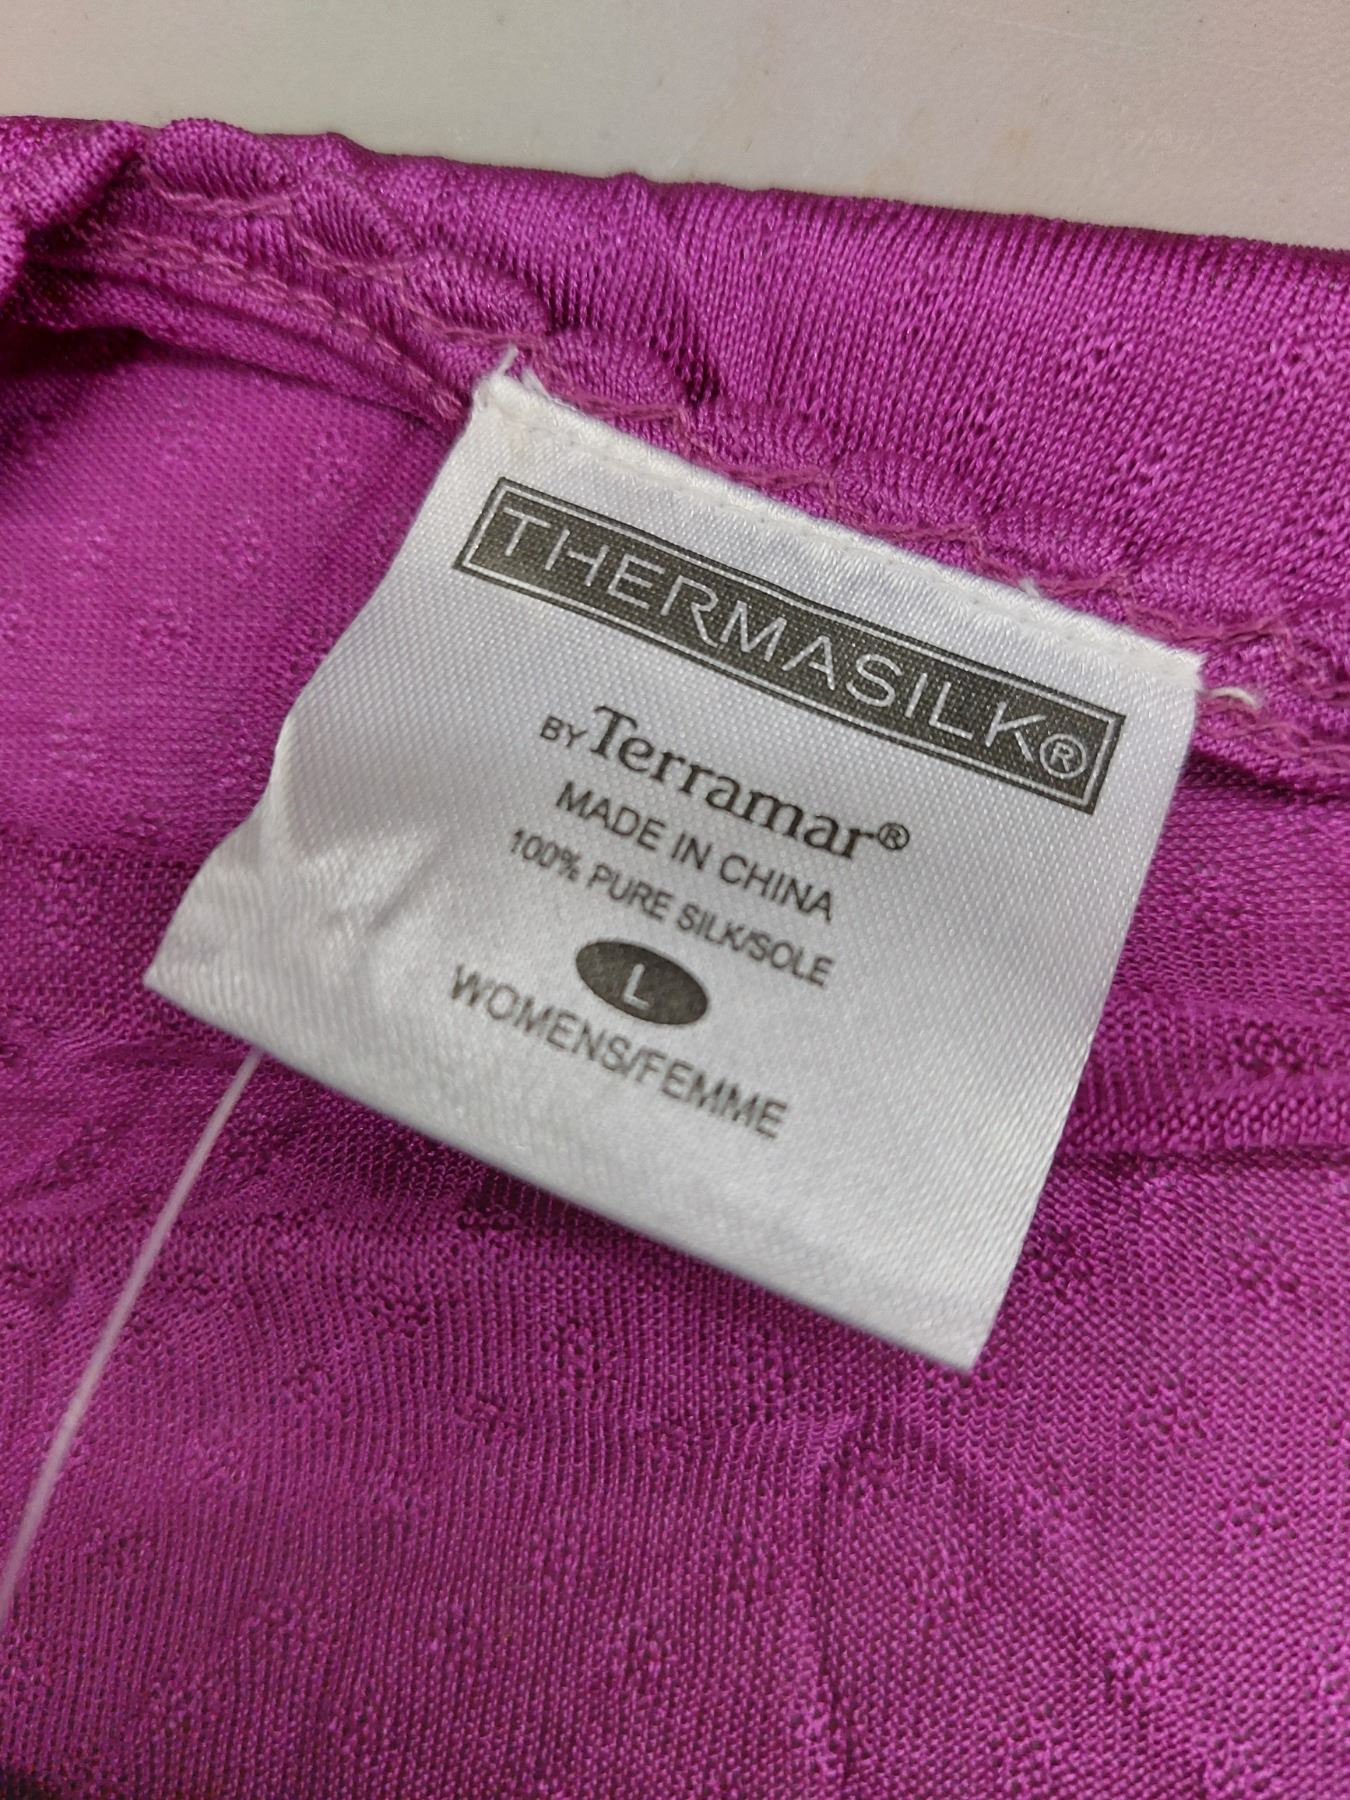 THERMASILK®
BY Terramar®
MADE IN CHINA
100% PURE SILK/SOLE
L
WOMENS/FEMME